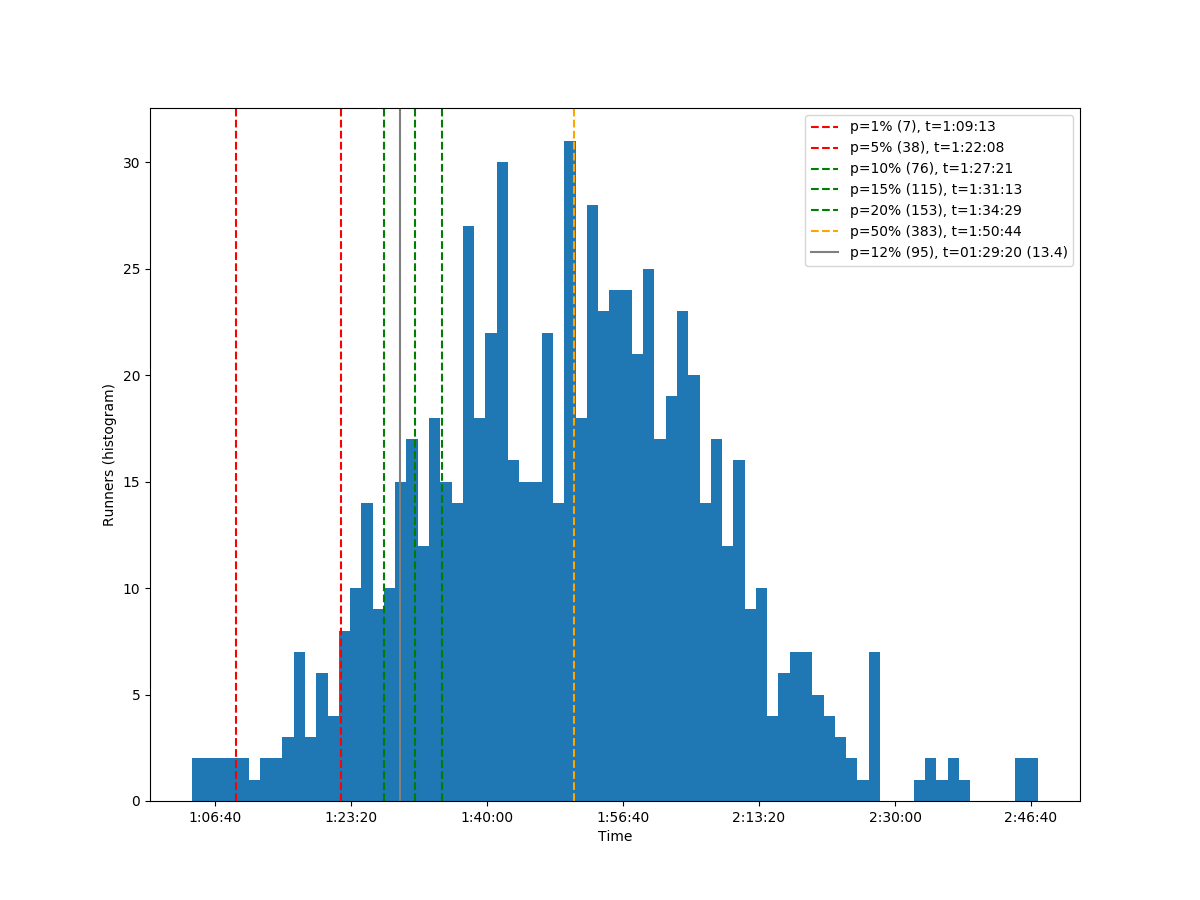 p=1% (7), t=1:09:13
p=5% (38), t=1:22:08
p=10% (76), t=1:27:21
p=15% (115), t=1:31:13
p=20% (153), t=1:34:29
p=50% (383), t=1:50:44
p=12% (95), t=01:29:20 (13.4)
30
25
20
15
10
5
0
Runners (histogram)
1:06:40 1:23:20 1:40:00 1:56:40 2:13:20 2:30:00 2:46:40
Time